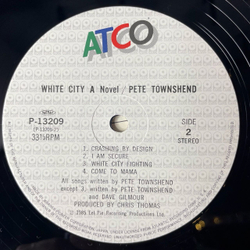 ATCO
WHITE CITY A Novel / PETE TOWNSHEND
P-13209
(P-13209-2)
33⅓RPM
SIDE
2
STEREO
1. CRASHING BY DESIGN
2. I AM SECURE
3. WHITE CITY FIGHTING
4. COME TO MAMA
All songs written by PETE TOWNSHEND
except 3 written by PETE TOWNSHEND
and DAVE GILMOUR
PRODUCED BY CHRIS THOMAS